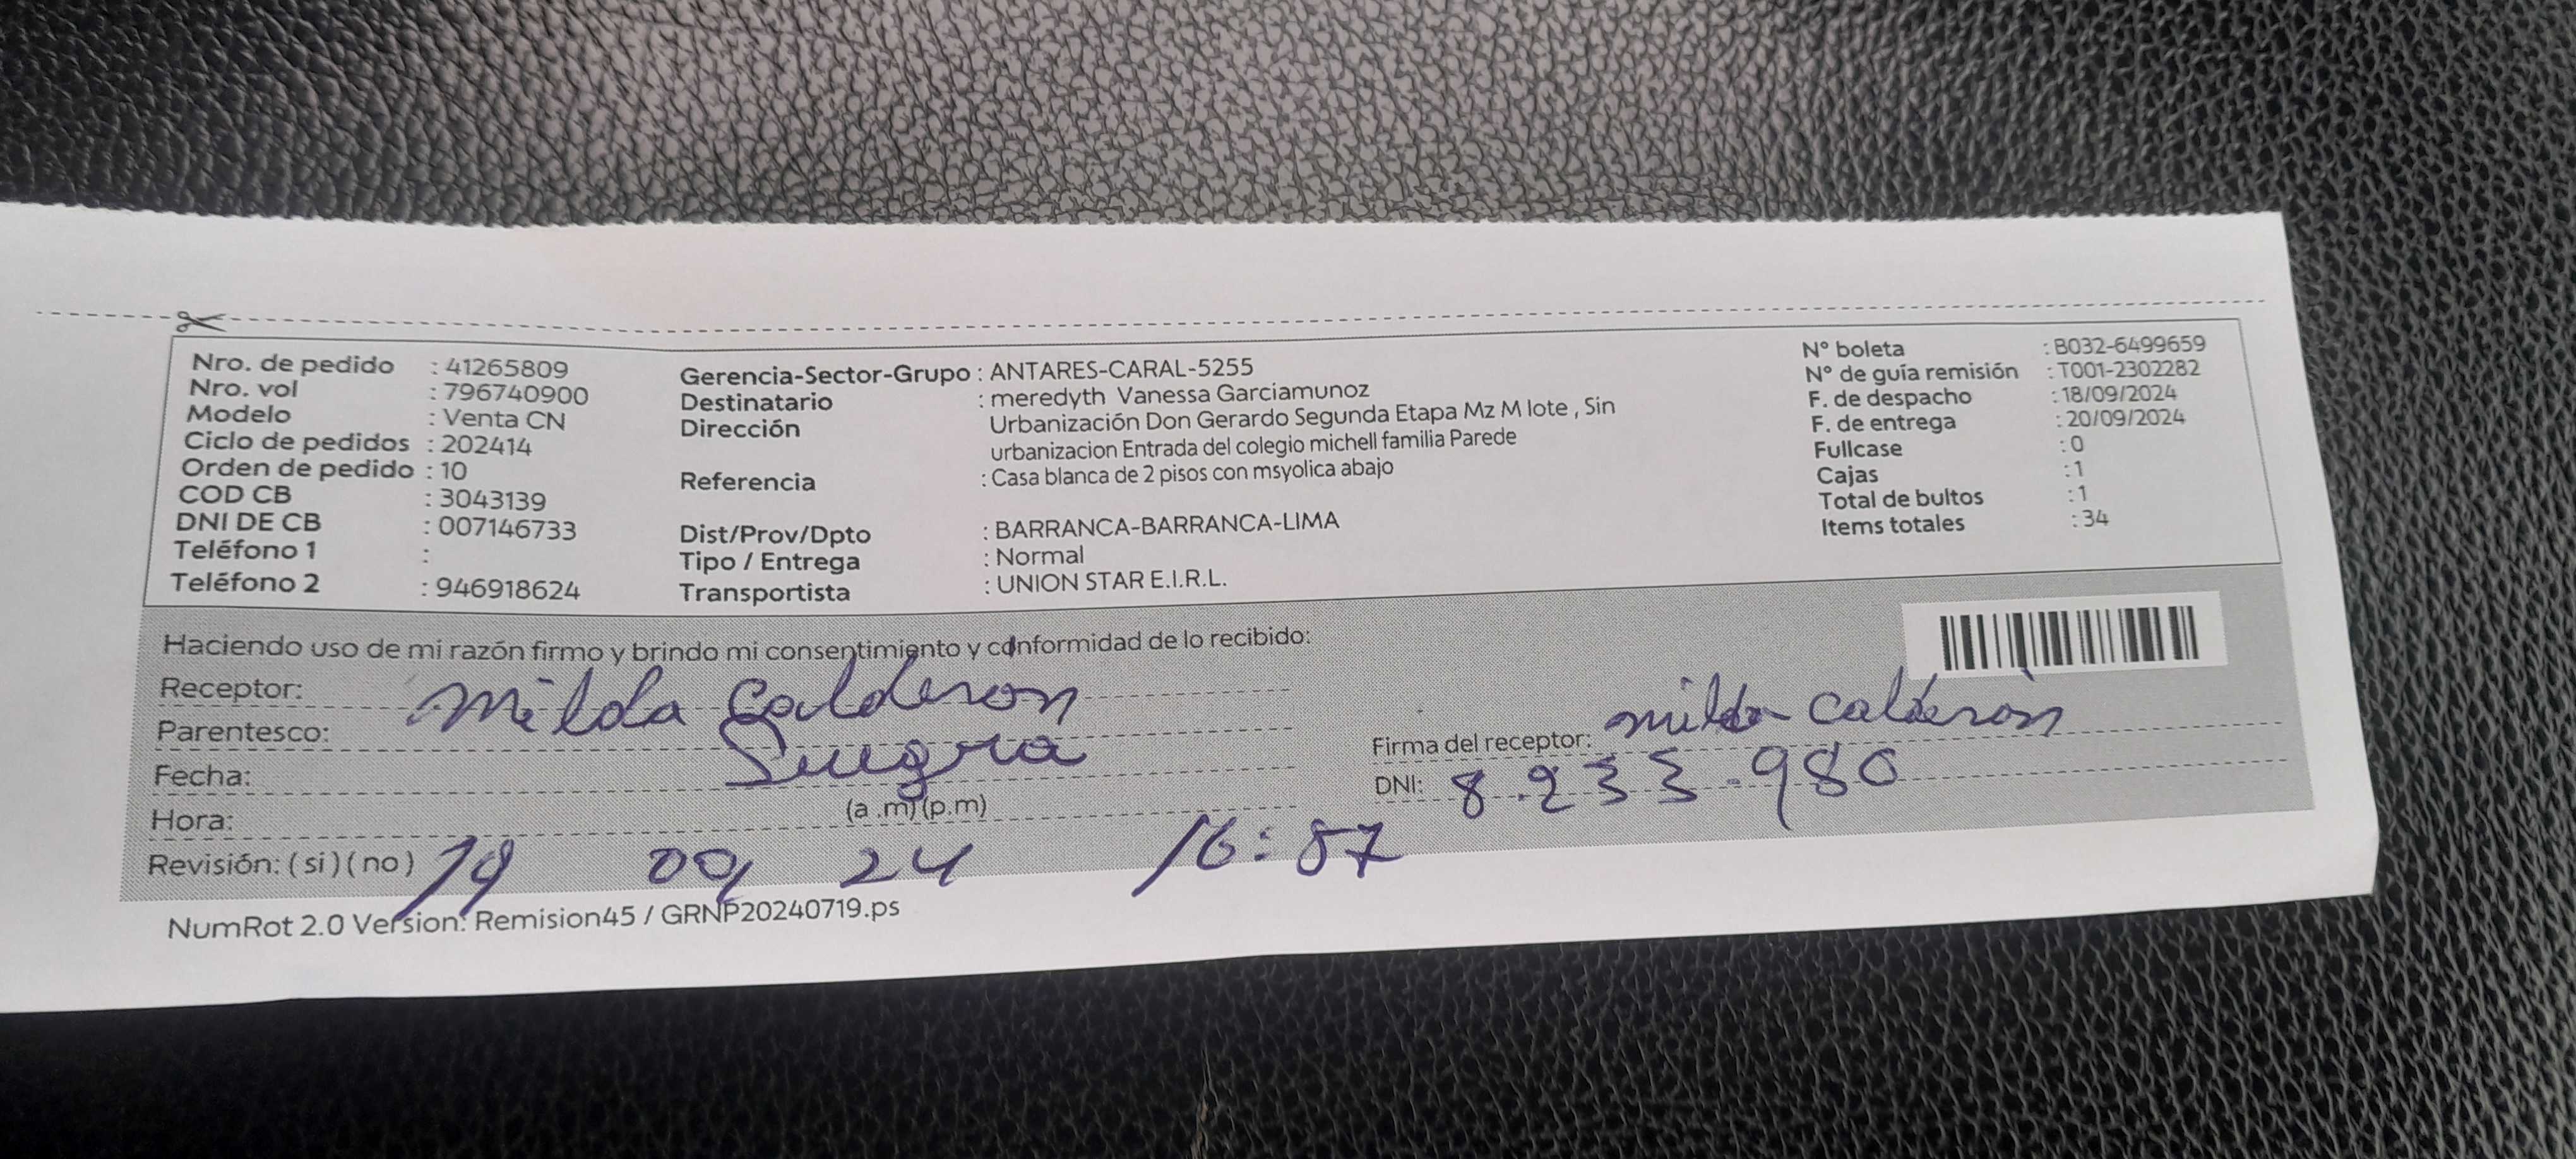 Nro. de pedido : 41265809
Nro. vol : 796740900
Modelo : Venta CN
Ciclo de pedidos : 202414
Orden de pedido : 10
COD CB : 3043139
DNI DE CB : 007146733
Teléfono 1 :
Teléfono 2 : 946918624
Gerencia-Sector-Grupo : ANTARES-CARAL-5255
Destinatario : meredyth Vanessa Garciamunoz
Dirección Urbanización Don Gerardo Segunda Etapa Mz M lote , Sin
urbanizacion Entrada del colegio michell familia Parede
Referencia : Casa blanca de 2 pisos con msyolica abajo
Dist/Prov/Dpto : BARRANCA-BARRANCA-LIMA
Tipo / Entrega : Normal
Transportista : UNION STAR E.I.R.L.
N° boleta : B032-6499659
N° de guía remisión : T001-2302282
F. de despacho : 18/09/2024
F. de entrega : 20/09/2024
Fullcase : 0
Cajas : 1
Total de bultos : 1
Items totales : 34
Haciendo uso de mi razón firmo y brindo mi consentimiento y conformidad de lo recibido:
Receptor: Milda Calderon
Parentesco: Suegra
Fecha:
Hora: (a .m) (p.m)
Revisión: ( si ) ( no ) 19 09 24 16:57
Firma del receptor: milda calderon
DNI: 8.233.980
NumRot 2.0 Version: Remision45 / GRNP20240719.ps